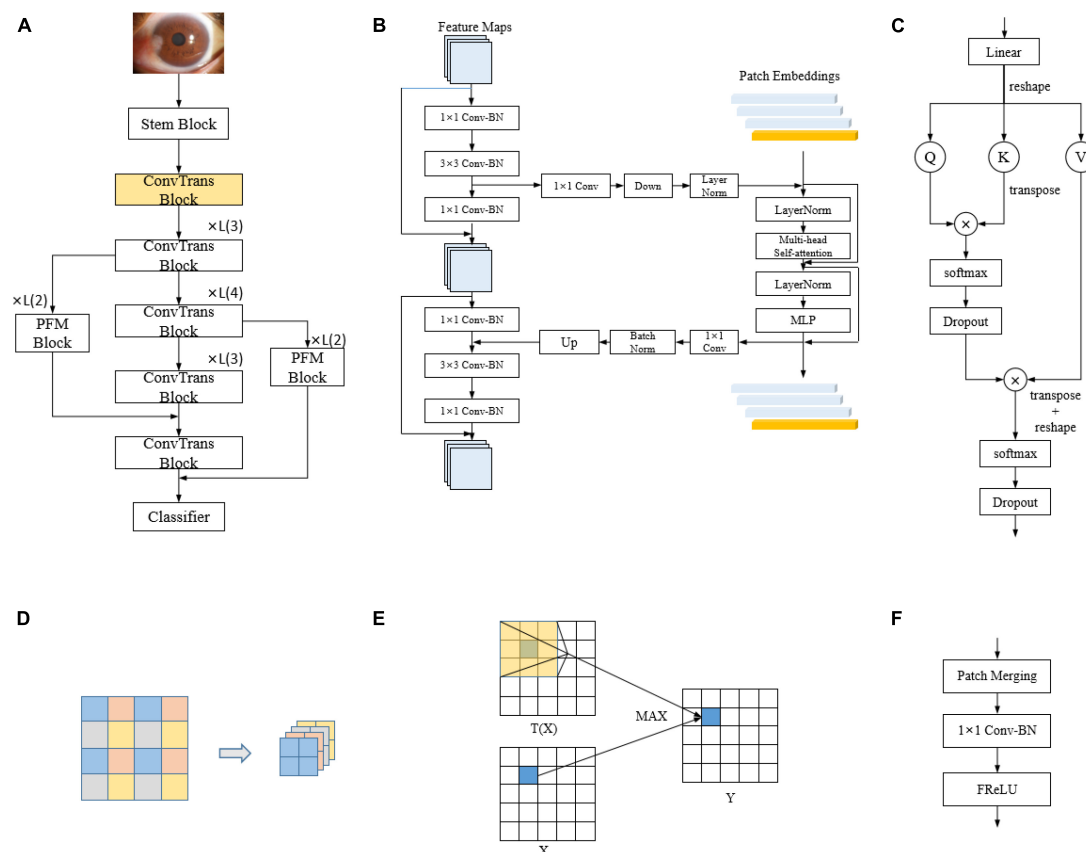 A
Stem Block
ConvTrans
Block
×L(3)
ConvTrans
Block
×L(2)
PFM
Block
×L(4)
ConvTrans
Block
×L(2)
PFM
Block
×L(3)
ConvTrans
Block
ConvTrans
Block
Classifier
B
Feature Maps
1×1 Conv-BN
3×3 Conv-BN
1×1 Conv-BN
1×1 Conv
Down
Layer
Norm
Patch Embeddings
LayerNorm
Multi-head
Self-attention
LayerNorm
MLP
1×1
Conv
Batch
Norm
Up
1×1 Conv-BN
3×3 Conv-BN
1×1 Conv-BN
C
Linear
reshape
Q
K
V
transpose
×
softmax
Dropout
×
transpose
+
reshape
softmax
Dropout
D
E
T(X)
MAX
X
Y
F
Patch Merging
1×1 Conv-BN
FReLU